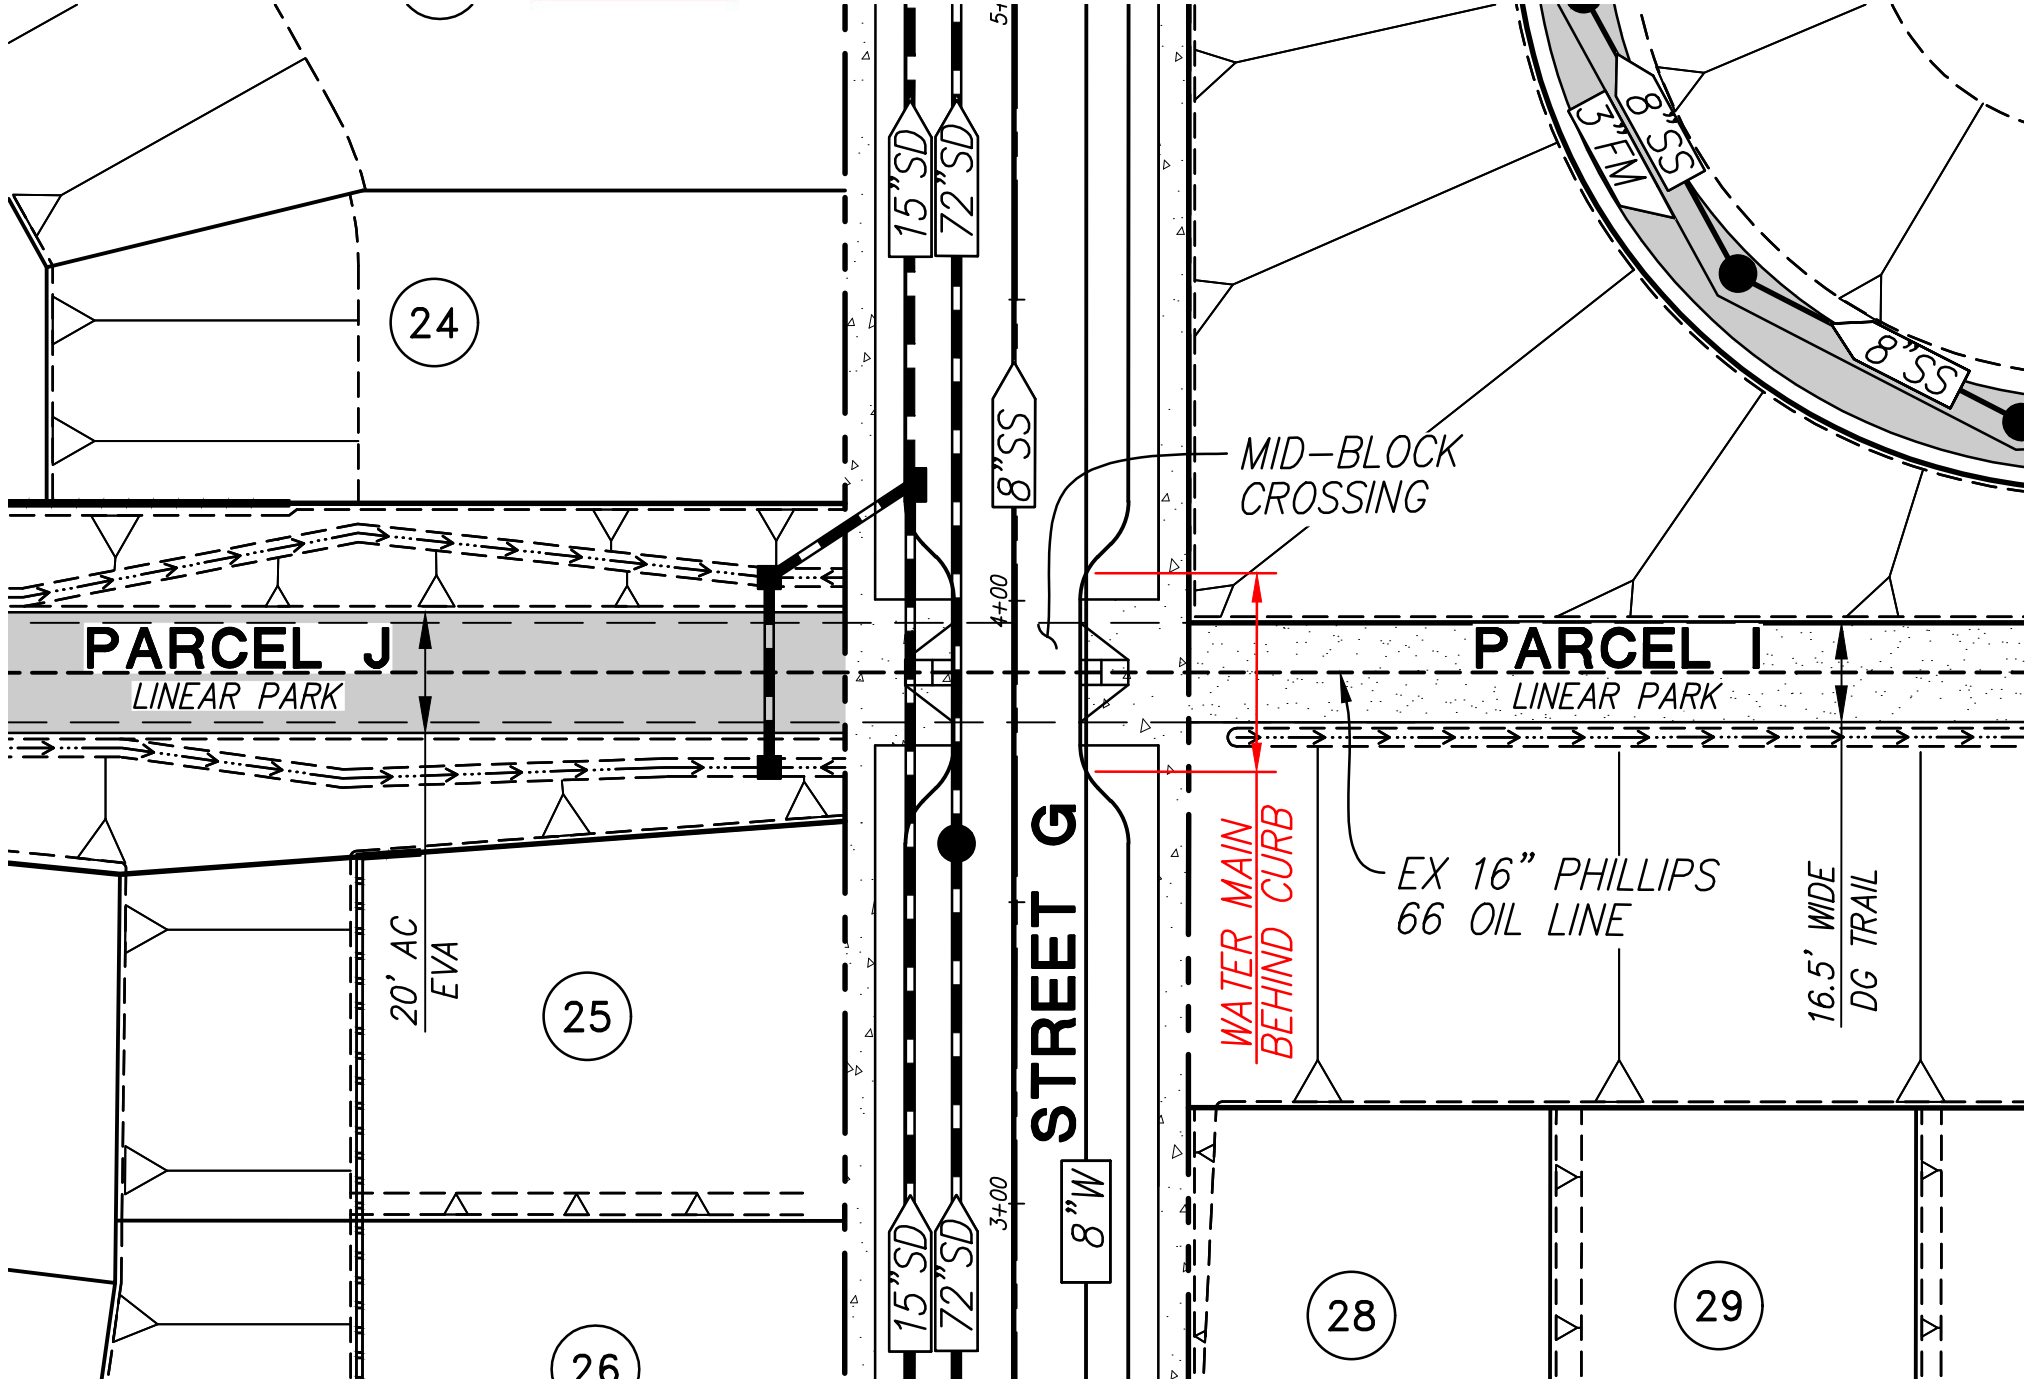 5+
15"SD
72"SD
8"SS
3"FM
8"SS
24
8"SS
MID-BLOCK
CROSSING
4+00
PARCEL J
LINEAR PARK
PARCEL I
LINEAR PARK
STREET G
WATER MAIN
BEHIND CURB
EX 16" PHILLIPS
66 OIL LINE
20' AC
EVA
16.5' WIDE
DG TRAIL
25
3+00
8"W
15"SD
72"SD
28
29
26